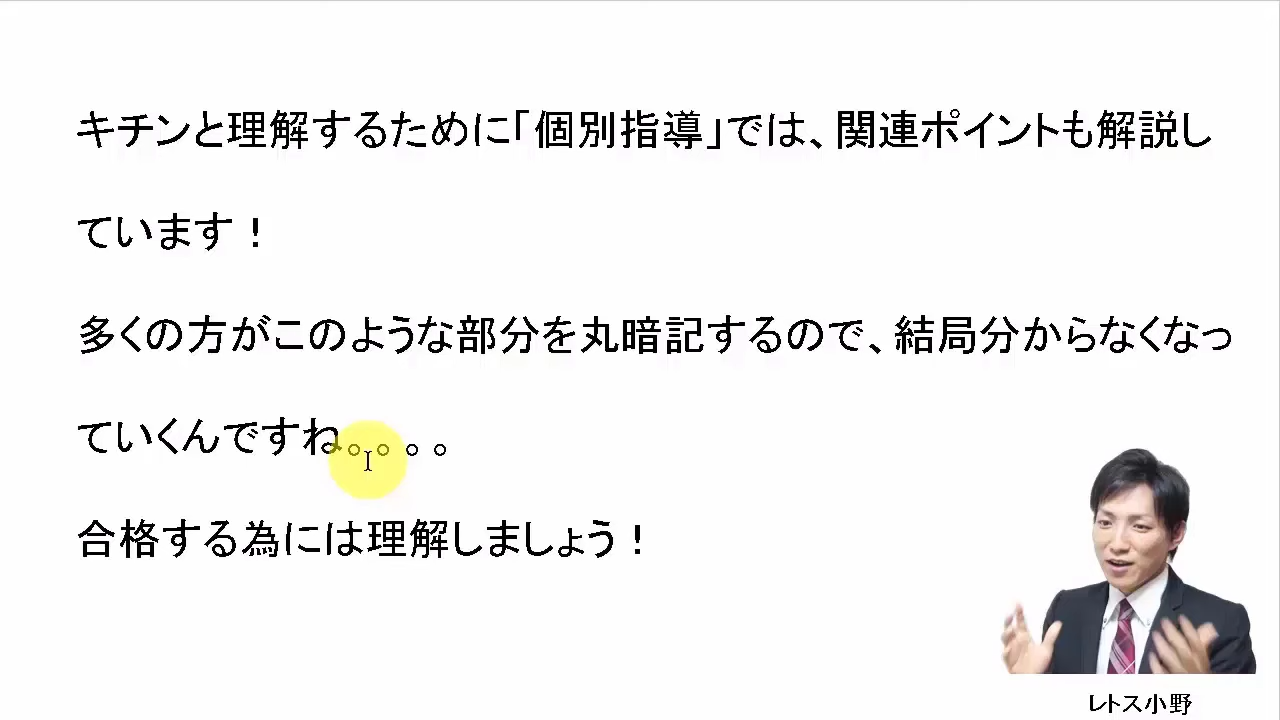 キチンと理解するために「個別指導」では、関連ポイントも解説し
ています！
多くの方がこのような部分を丸暗記するので、結局分からなくなっ
ていくんですね。。。。
合格する為には理解しましょう！
レトス小野